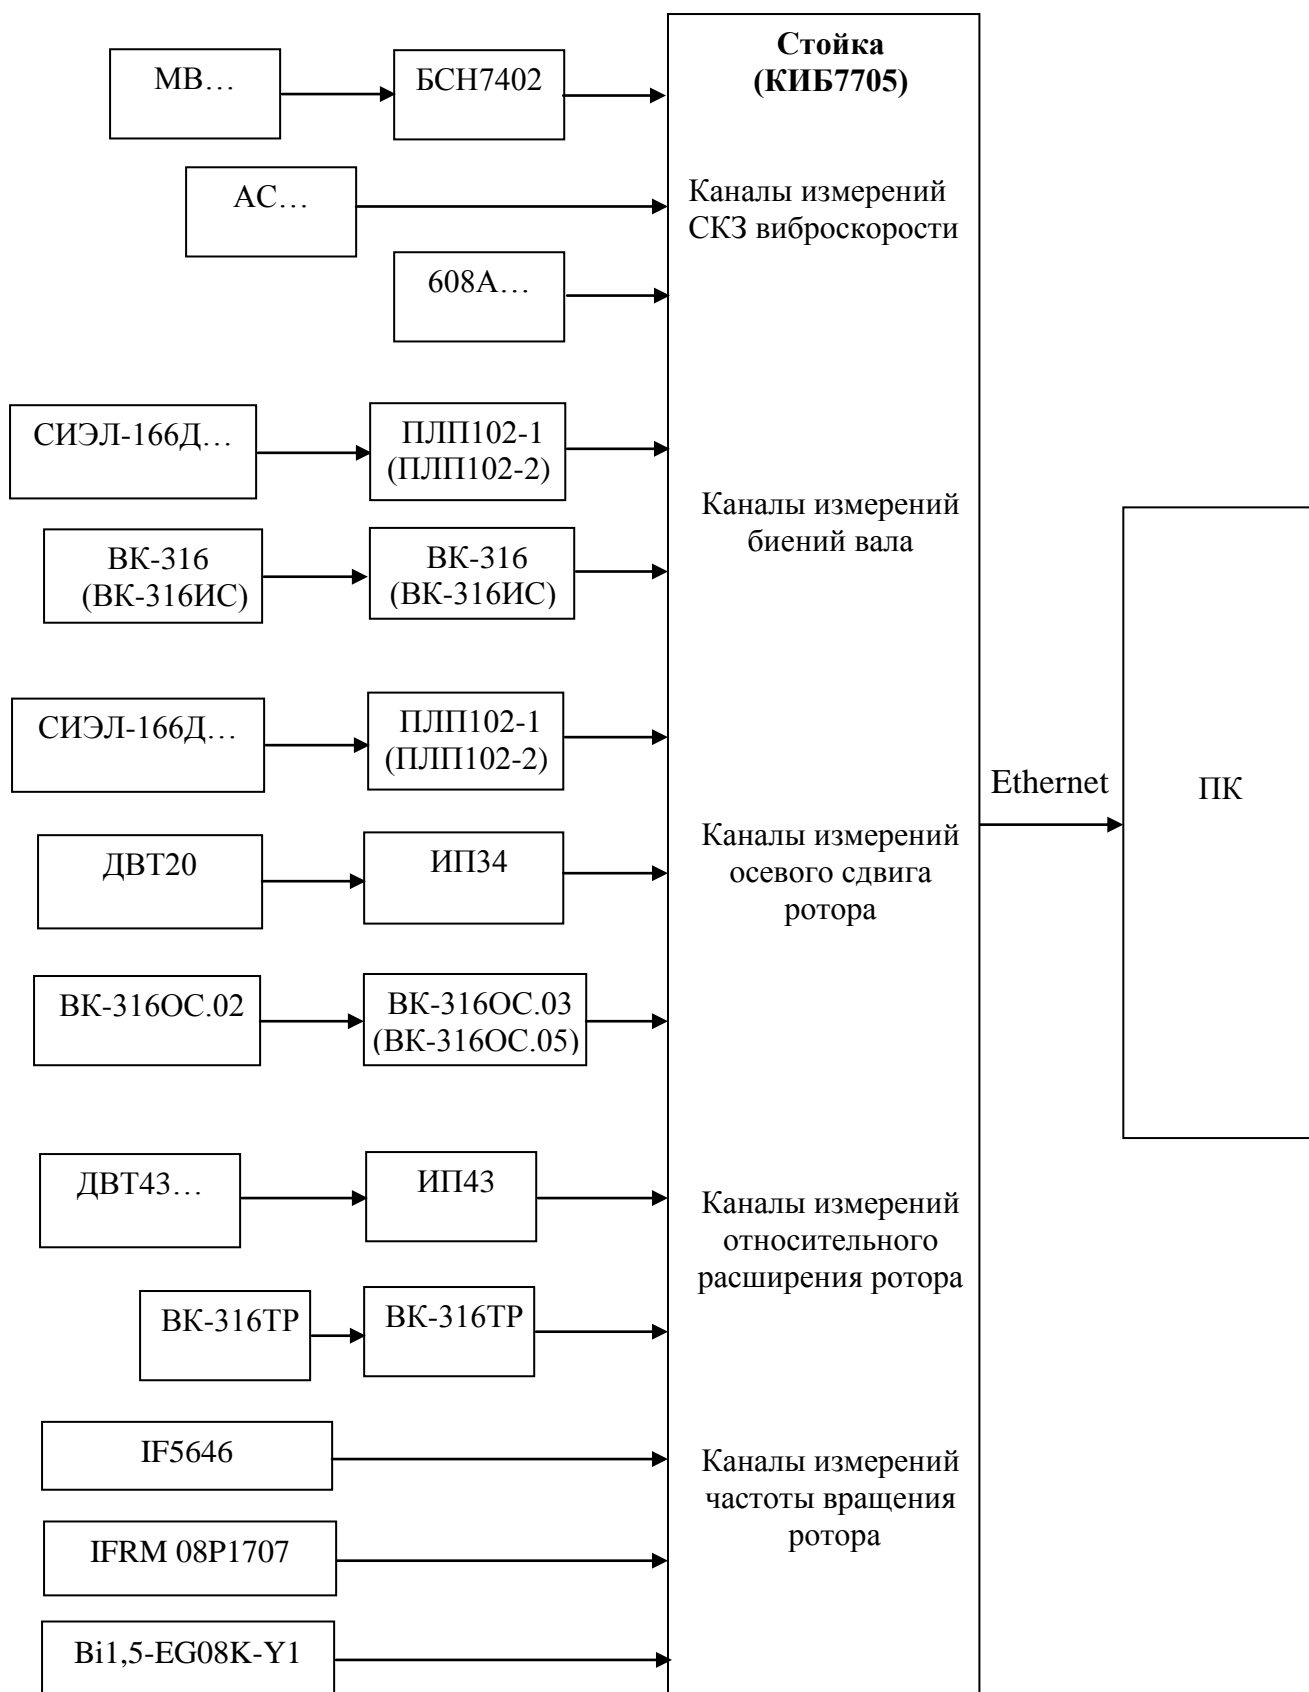 Стойка
(КИБ7705)
МВ…
БСН7402
АС…
608А…
Каналы измерений
СКЗ виброскорости
СИЭЛ-166Д…
ПЛП102-1
(ПЛП102-2)
ВК-316
(ВК-316ИС)
ВК-316
(ВК-316ИС)
Каналы измерений
биений вала
СИЭЛ-166Д…
ПЛП102-1
(ПЛП102-2)
ДВТ20
ИП34
ВК-316ОС.02
ВК-316ОС.03
(ВК-316ОС.05)
Каналы измерений
осевого сдвига
ротора
Ethernet
ПК
ДВТ43…
ИП43
ВК-316ТР
ВК-316ТР
Каналы измерений
относительного
расширения ротора
IF5646
IFRM 08P1707
Bi1,5-EG08K-Y1
Каналы измерений
частоты вращения
ротора